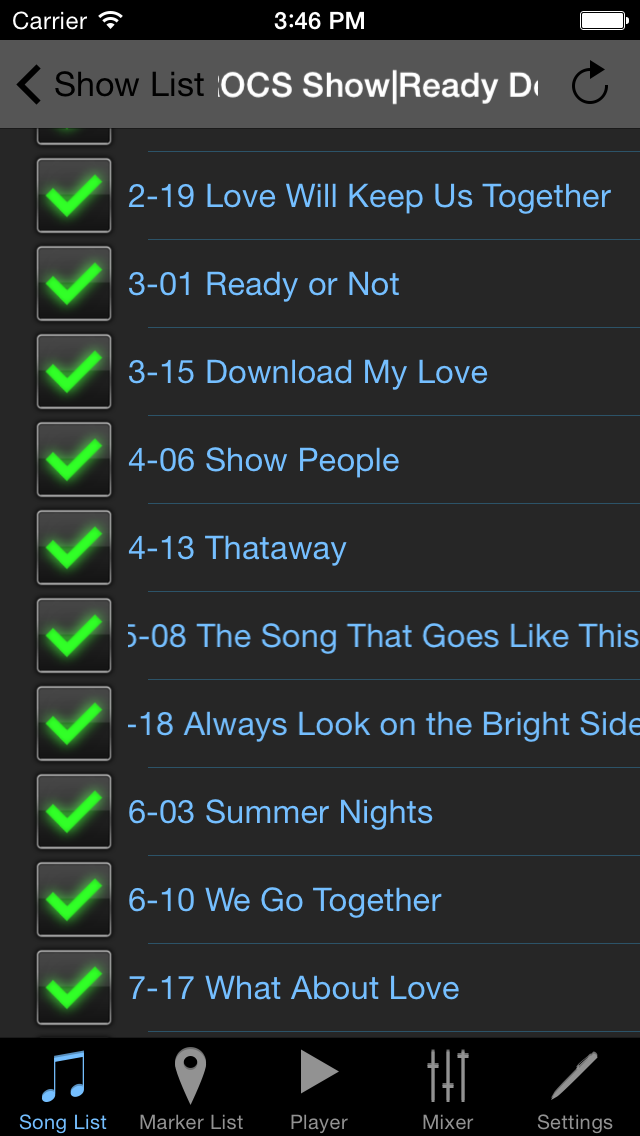 Carrier 3:46 PM
Show List ROCS Show|Ready Do
2-19 Love Will Keep Us Together
3-01 Ready or Not
3-15 Download My Love
4-06 Show People
4-13 Thataway
5-08 The Song That Goes Like This
-18 Always Look on the Bright Side
6-03 Summer Nights
6-10 We Go Together
7-17 What About Love
Song List Marker List Player Mixer Settings